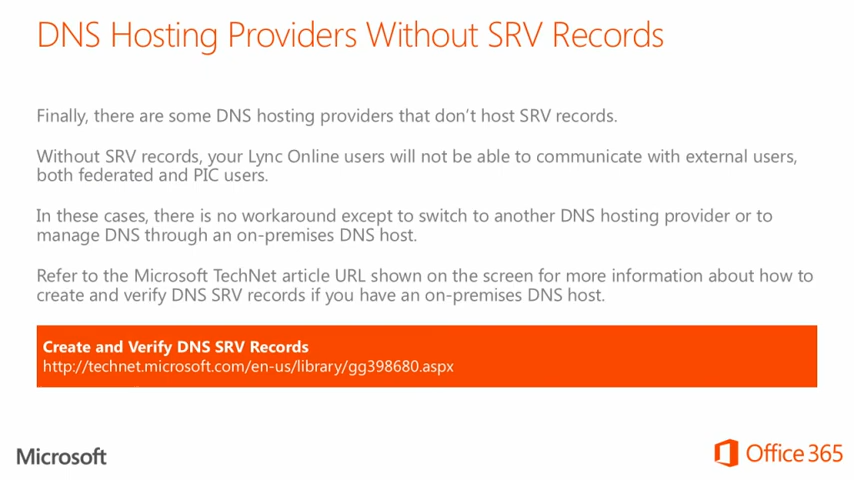 DNS Hosting Providers Without SRV Records
Finally, there are some DNS hosting providers that don't host SRV records.
Without SRV records, your Lync Online users will not be able to communicate with external users,
both federated and PIC users.
In these cases, there is no workaround except to switch to another DNS hosting provider or to
manage DNS through an on-premises DNS host.
Refer to the Microsoft TechNet article URL shown on the screen for more information about how to
create and verify DNS SRV records if you have an on-premises DNS host.
Create and Verify DNS SRV Records
http://technet.microsoft.com/en-us/library/gg398680.aspx
Microsoft
Office 365